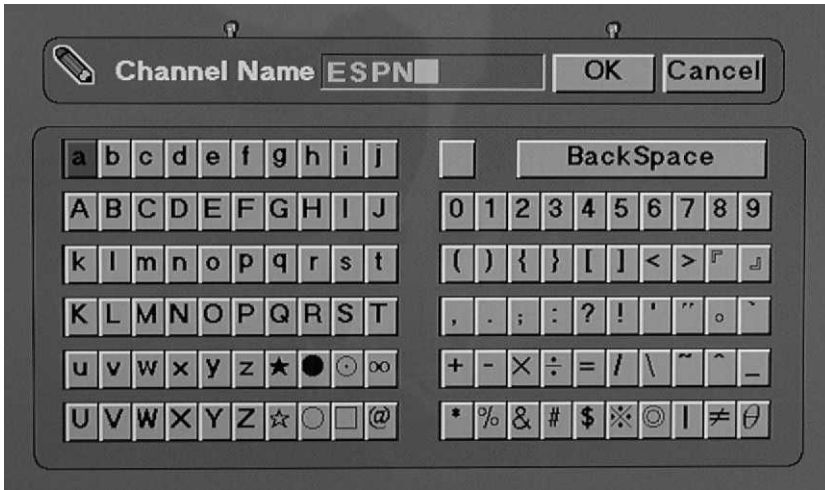 Channel Name ESPN OK Cancel
a b c d e f g h i j BackSpace
A B C D E F G H I J 0 1 2 3 4 5 6 7 8 9
k l m n o p q r s t ( ) { } [ ] < > 『 』
K L M N O P Q R S T , . ; : ? ! ' ″ 。 `
u v w x y z ★ ● ⊙ ∞ + - × ÷ = / \ ~ ^ _
U V W X Y Z ☆ ○ □ @ * % & # $ ※ ◎ | ≠ θ